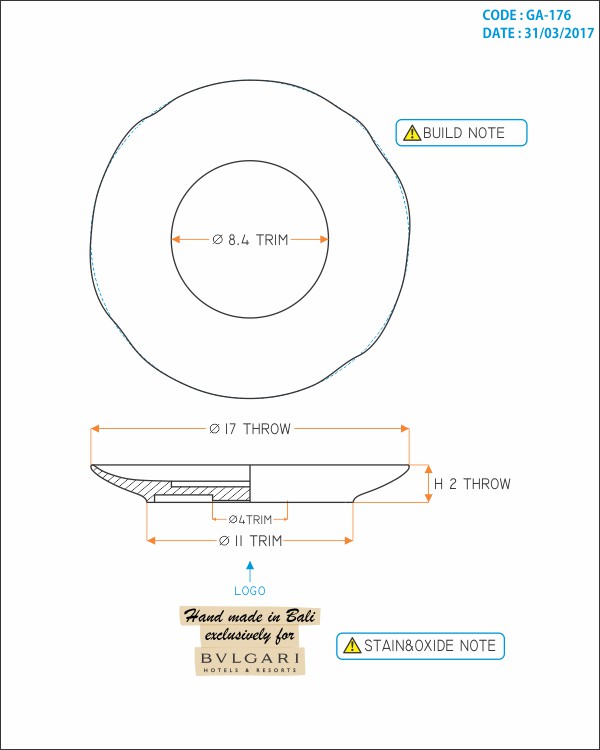 CODE : GA-176
DATE : 31/03/2017
BUILD NOTE
Ø 8.4 TRIM
Ø 17 THROW
H 2 THROW
Ø4TRIM
Ø 11 TRIM
LOGO
Hand made in Bali
exclusively for
BVLGARI
HOTELS & RESORTS
STAIN&OXIDE NOTE